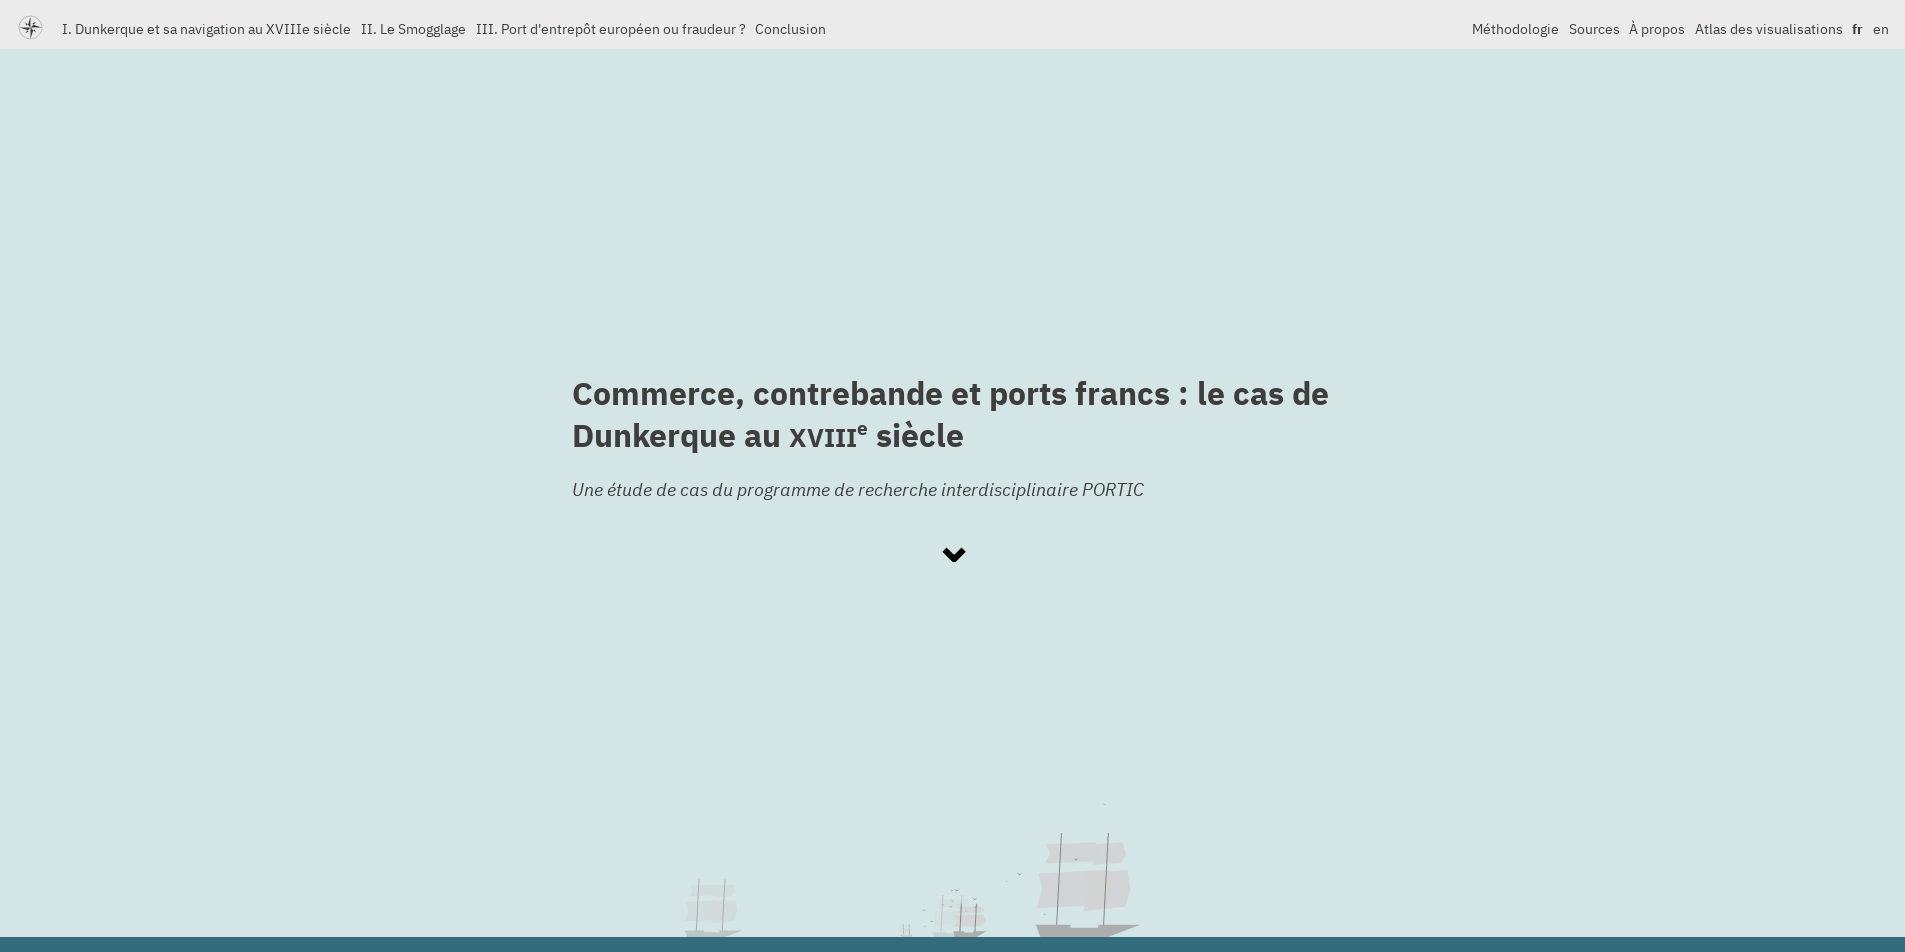 I. Dunkerque et sa navigation au XVIIIe siècle II. Le Smogglage III. Port d'entrepôt européen ou fraudeur ? Conclusion Méthodologie Sources À propos Atlas des visualisations fr en
Commerce, contrebande et ports francs : le cas de
Dunkerque au XVIIIe siècle
Une étude de cas du programme de recherche interdisciplinaire PORTIC